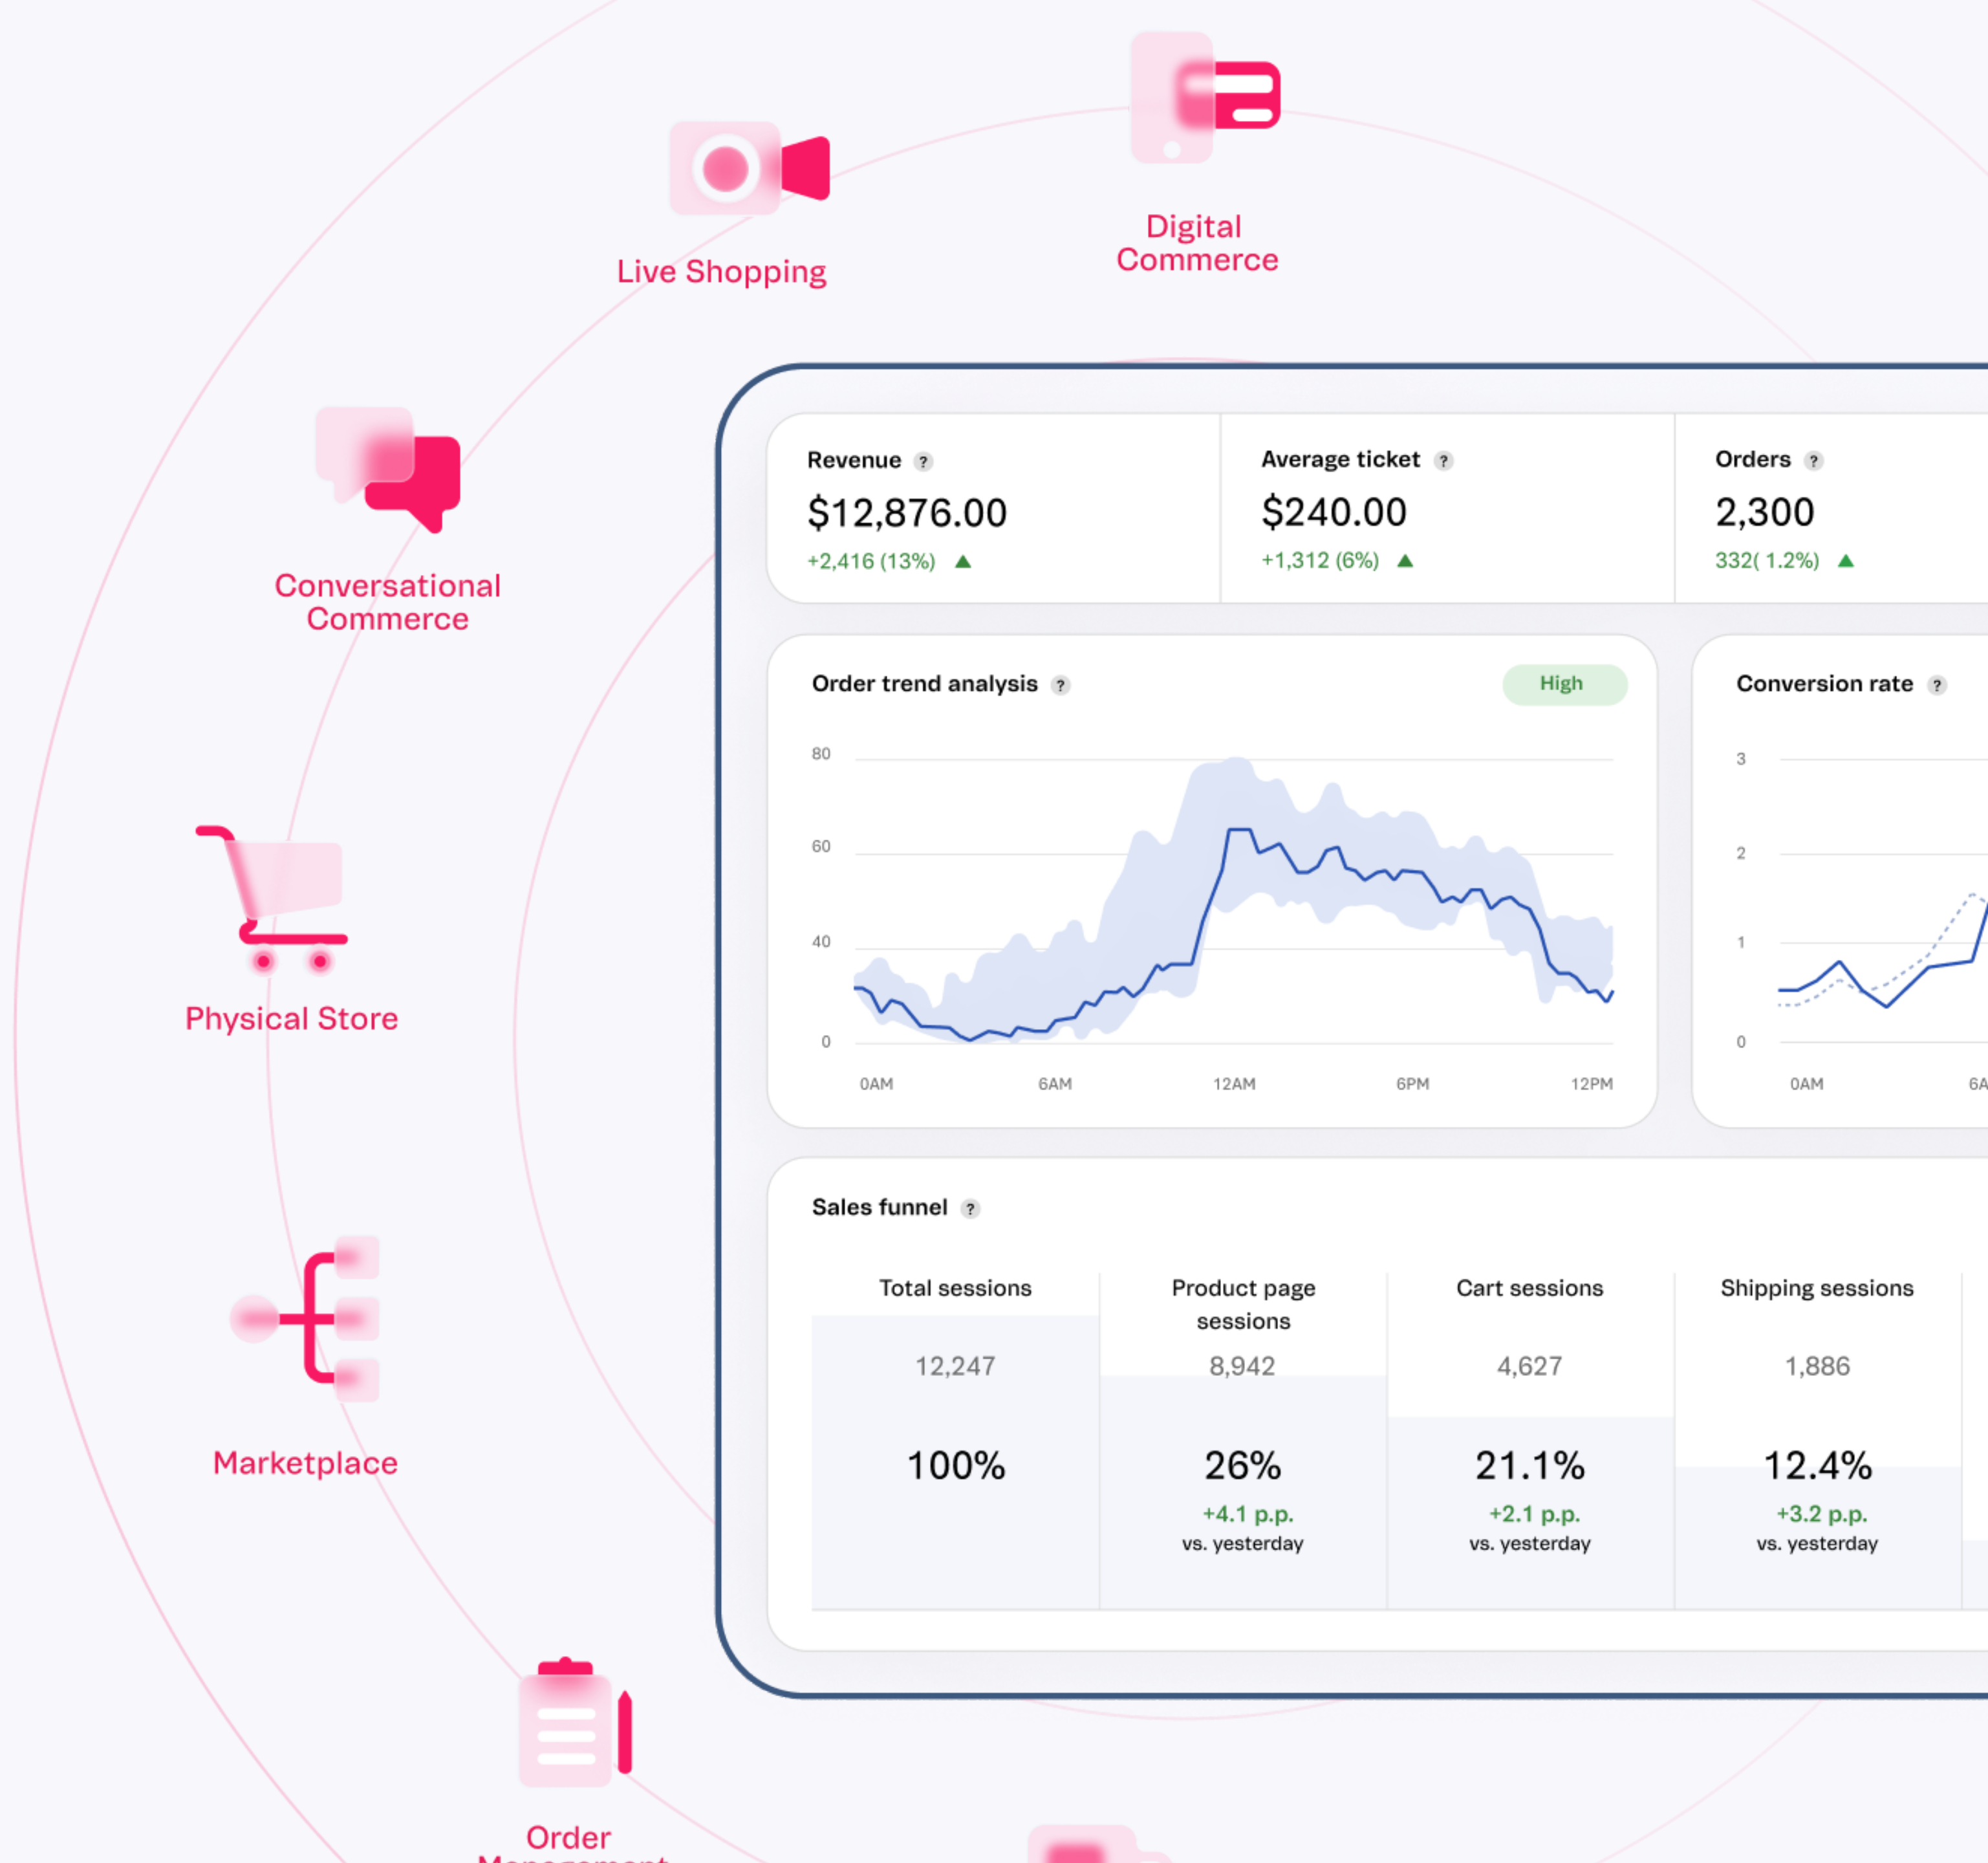 Digital
Commerce
Live Shopping
Conversational
Commerce
Physical Store
Marketplace
Order
Management
Revenue ?
$12,876.00
+2,416 (13%)
Average ticket ?
$240.00
+1,312 (6%)
Orders ?
2,300
332( 1.2%)
Order trend analysis ?
High
80
60
40
0
0AM 6AM 12AM 6PM 12PM
Conversion rate ?
3
2
1
0
0AM 6A
Sales funnel ?
Total sessions
12,247
100%
Product page
sessions
8,942
26%
+4.1 p.p.
vs. yesterday
Cart sessions
4,627
21.1%
+2.1 p.p.
vs. yesterday
Shipping sessions
1,886
12.4%
+3.2 p.p.
vs. yesterday